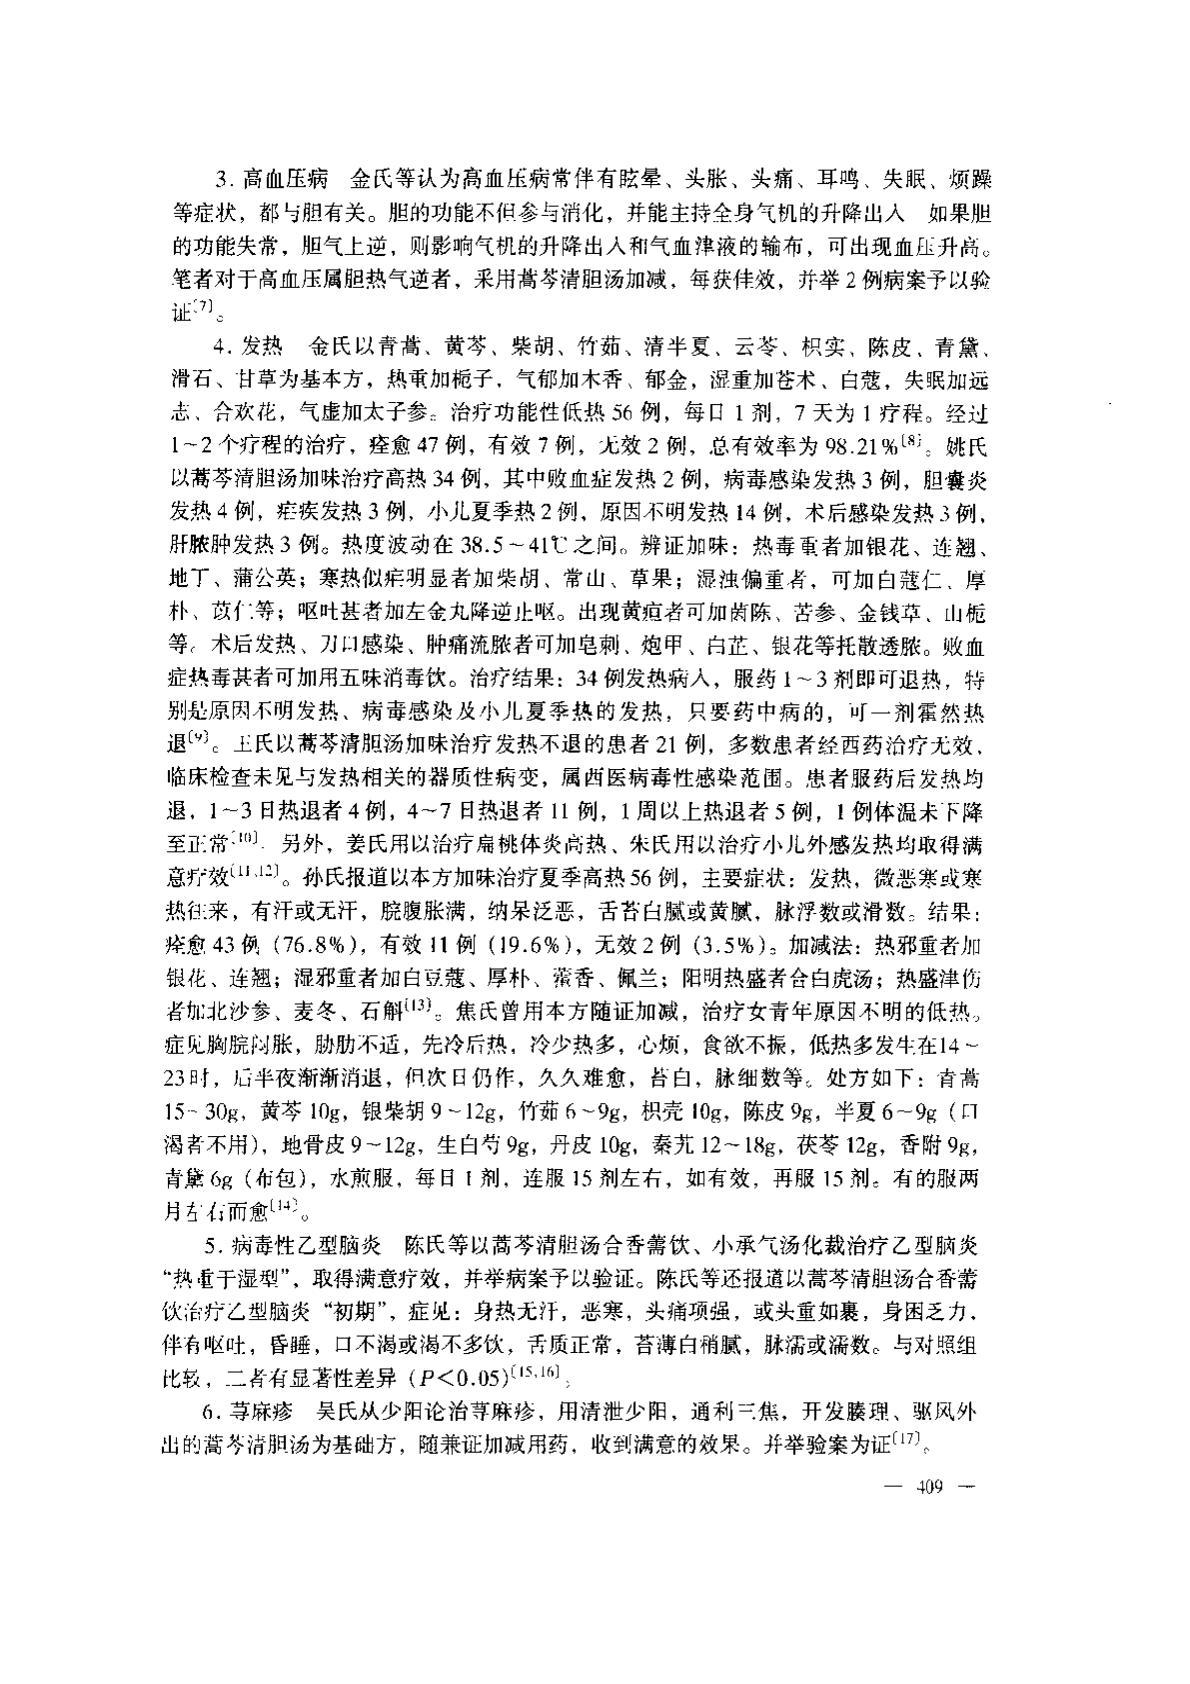 3. 高血压病　金氏等认为高血压病常伴有眩晕、头胀、头痛、耳鸣、失眠、烦躁
等症状，都与胆有关。胆的功能不但参与消化，并能主持全身气机的升降出入　如果胆
的功能失常，胆气上逆，则影响气机的升降出入和气血津液的输布，可出现血压升高。
笔者对于高血压属胆热气逆者，采用蒿芩清胆汤加减，每获佳效，并举 2 例病案予以验
证〔7〕。
4. 发热　金氏以青蒿、黄芩、柴胡、竹茹、清半夏、云苓、枳实、陈皮、青黛、
滑石、甘草为基本方，热重加栀子，气郁加木香、郁金，湿重加苍术、白蔻，失眠加远
志、合欢花，气虚加太子参。治疗功能性低热 56 例，每日 1 剂，7 天为 1 疗程。经过
1~2 个疗程的治疗，痊愈 47 例，有效 7 例，无效 2 例，总有效率为 98.21%〔8〕。姚氏
以蒿芩清胆汤加味治疗高热 34 例，其中败血症发热 2 例，病毒感染发热 3 例，胆囊炎
发热 4 例，疟疾发热 3 例，小儿夏季热 2 例，原因不明发热 14 例，术后感染发热 3 例，
肝脓肿发热 3 例。热度波动在 38.5~41℃之间。辨证加味：热毒重者加银花、连翘、
地丁、蒲公英；寒热似疟明显者加柴胡、常山、草果；湿浊偏重者，可加白蔻仁、厚
朴、苡仁等；呕吐甚者加左金丸降逆止呕。出现黄疸者可加茵陈、苦参、金钱草、山栀
等。术后发热、刀口感染、肿痛流脓者可加皂刺、炮甲、白芷、银花等托散透脓。败血
症热毒甚者可加用五味消毒饮。治疗结果：34 例发热病人，服药 1~3 剂即可退热，特
别是原因不明发热、病毒感染及小儿夏季热的发热，只要药中病的，可一剂霍然热
退〔9〕。王氏以蒿芩清胆汤加味治疗发热不退的患者 21 例，多数患者经西药治疗无效，
临床检查未见与发热相关的器质性病变，属西医病毒性感染范围。患者服药后发热均
退，1~3 日热退者 4 例，4~7 日热退者 11 例，1 周以上热退者 5 例，1 例体温未下降
至正常〔10〕. 另外，姜氏用以治疗扁桃体炎高热、朱氏用以治疗小儿外感发热均取得满
意疗效〔11,12〕。孙氏报道以本方加味治疗夏季高热 56 例，主要症状：发热，微恶寒或寒
热往来，有汗或无汗，脘腹胀满，纳呆泛恶，舌苔白腻或黄腻，脉浮数或滑数。结果：
痊愈 43 例 (76.8%)，有效 11 例 (19.6%)，无效 2 例 (3.5%)。加减法：热邪重者加
银花、连翘；湿邪重者加白豆蔻、厚朴、藿香、佩兰；阳明热盛者合白虎汤；热盛津伤
者加北沙参、麦冬、石斛〔13〕。焦氏曾用本方随证加减，治疗女青年原因不明的低热。
症见胸脘闷胀，胁肋不适，先冷后热，冷少热多，心烦，食欲不振，低热多发生在14~
23时，后半夜渐渐消退，但次日仍作，久久难愈，苔白，脉细数等。处方如下：青蒿
15~30g，黄芩 10g，银柴胡 9~12g，竹茹 6~9g，枳壳 10g，陈皮 9g，半夏 6~9g（口
渴者不用），地骨皮 9~12g，生白芍 9g，丹皮 10g，秦艽 12~18g，茯苓 12g，香附 9g，
青黛 6g（布包），水煎服，每日 1 剂，连服 15 剂左右，如有效，再服 15 剂。有的服两
月左右而愈〔14〕。
5. 病毒性乙型脑炎　陈氏等以蒿芩清胆汤合香薷饮、小承气汤化裁治疗乙型脑炎
“热重于湿型”，取得满意疗效，并举病案予以验证。陈氏等还报道以蒿芩清胆汤合香薷
饮治疗乙型脑炎“初期”，症见：身热无汗，恶寒，头痛项强，或头重如裹，身困乏力，
伴有呕吐，昏睡，口不渴或渴不多饮，舌质正常，苔薄白稍腻，脉濡或濡数。与对照组
比较，二者有显著性差异（P<0.05）〔15,16〕；
6. 荨麻疹　吴氏从少阳论治荨麻疹，用清泄少阳，通利三焦，开发腠理、驱风外
出的蒿芩清胆汤为基础方，随兼证加减用药，收到满意的效果。并举验案为证〔17〕。
— 409 —